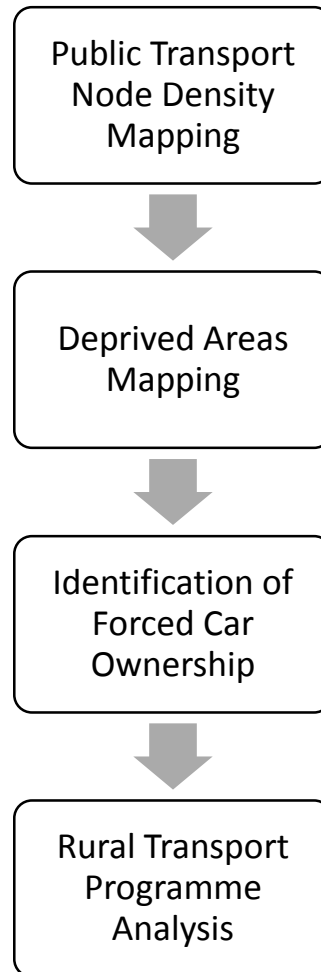 Public Transport
Node Density
Mapping
Deprived Areas
Mapping
Identification of
Forced Car
Ownership
Rural Transport
Programme
Analysis